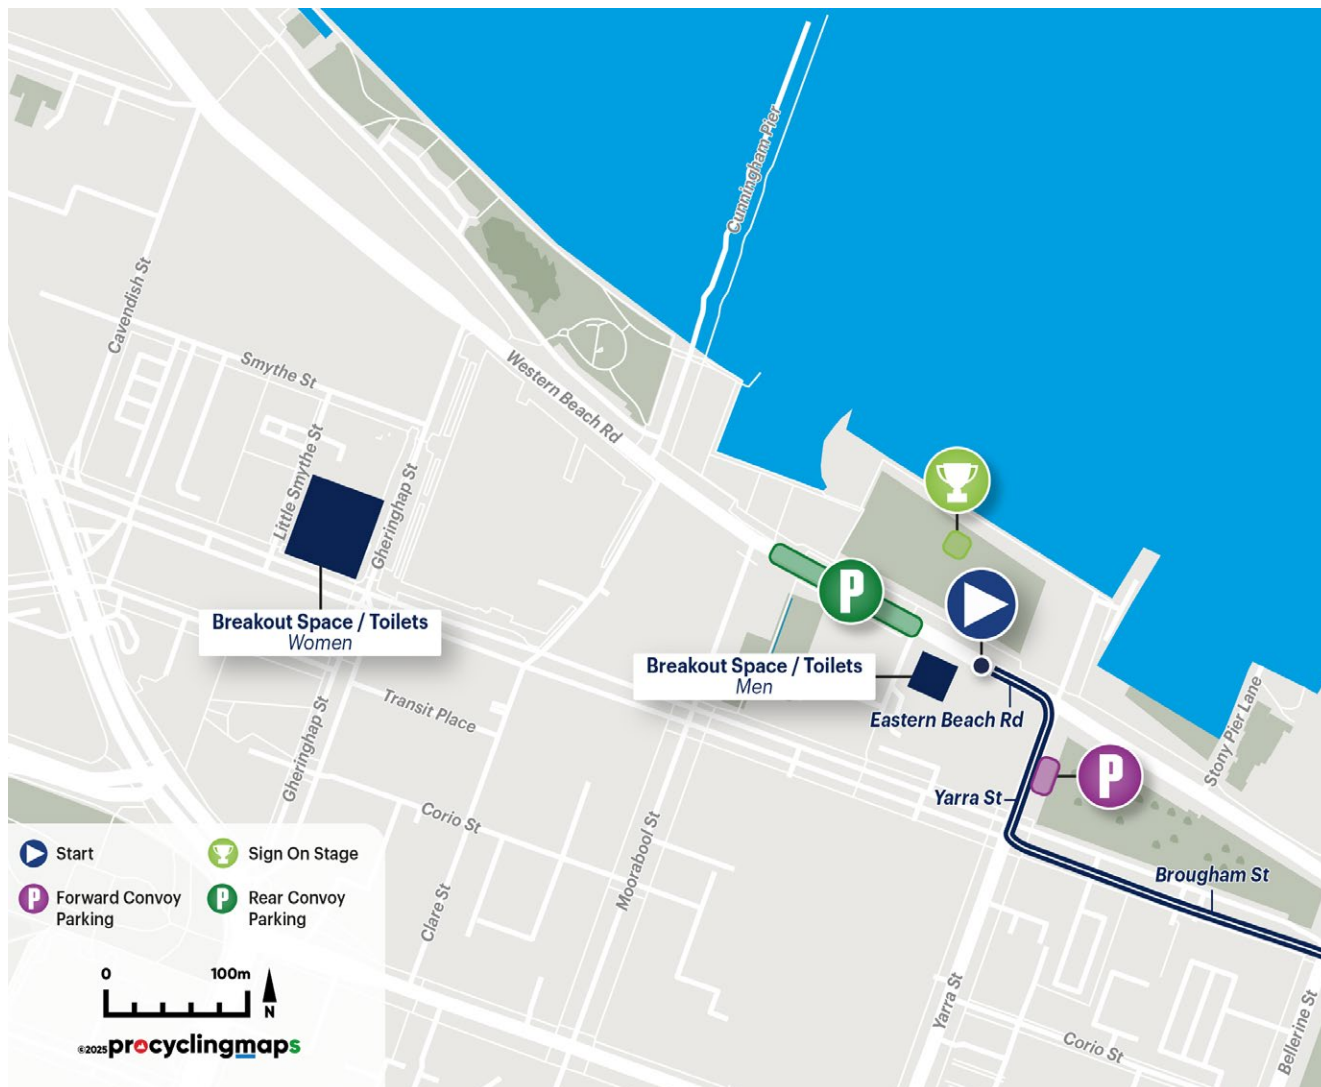 Cunningham Pier
Cavendish St
Smythe St
Western Beach Rd
Little Smythe St
Gheringhap St
Breakout Space / Toilets
Women
P
Breakout Space / Toilets
Men
Eastern Beach Rd
Stony Pier Lane
Transit Place
Gheringhap St
P
Yarra St
Corio St
Moorabool St
Brougham St
Clare St
Yarra St
Corio St
Bellerine St
Start
Sign On Stage
P
Forward Convoy
Parking
P
Rear Convoy
Parking
0
100m
N
©2025 procyclingmaps